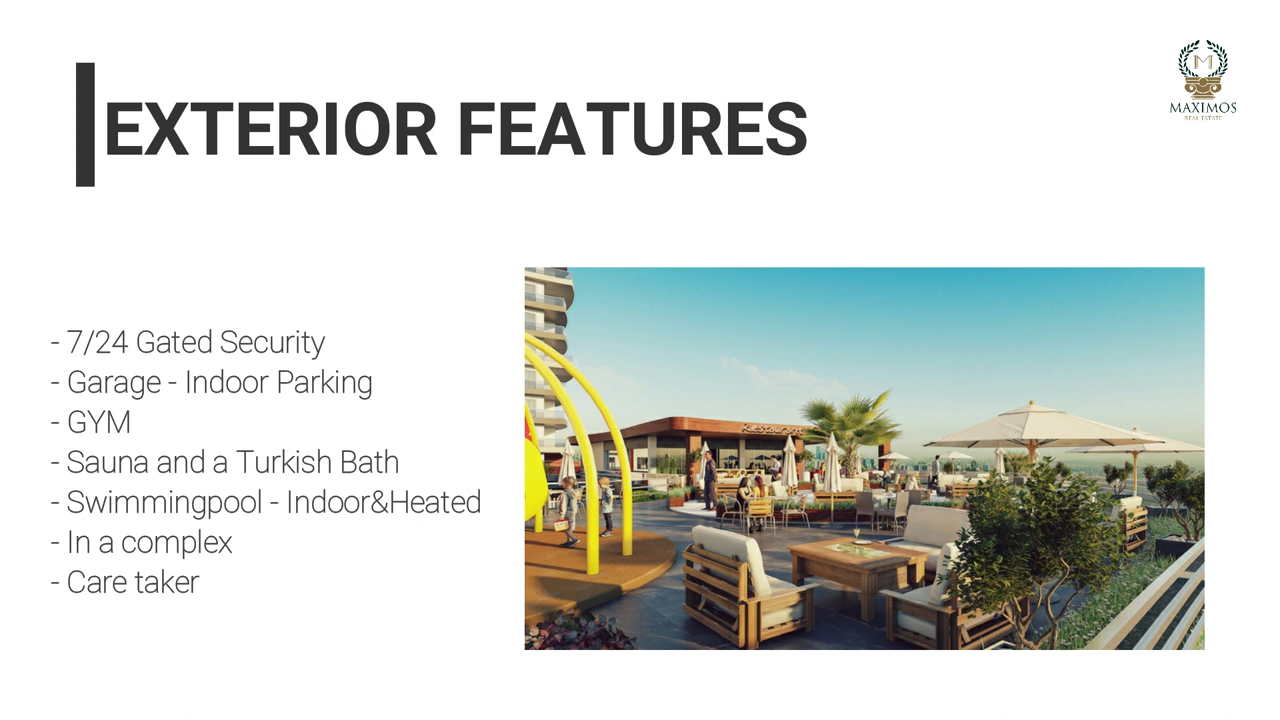 EXTERIOR FEATURES
M
MAXIMOS
REAL ESTATE
- 7/24 Gated Security
- Garage - Indoor Parking
- GYM
- Sauna and a Turkish Bath
- Swimmingpool - Indoor&Heated
- In a complex
- Care taker
Restaurant